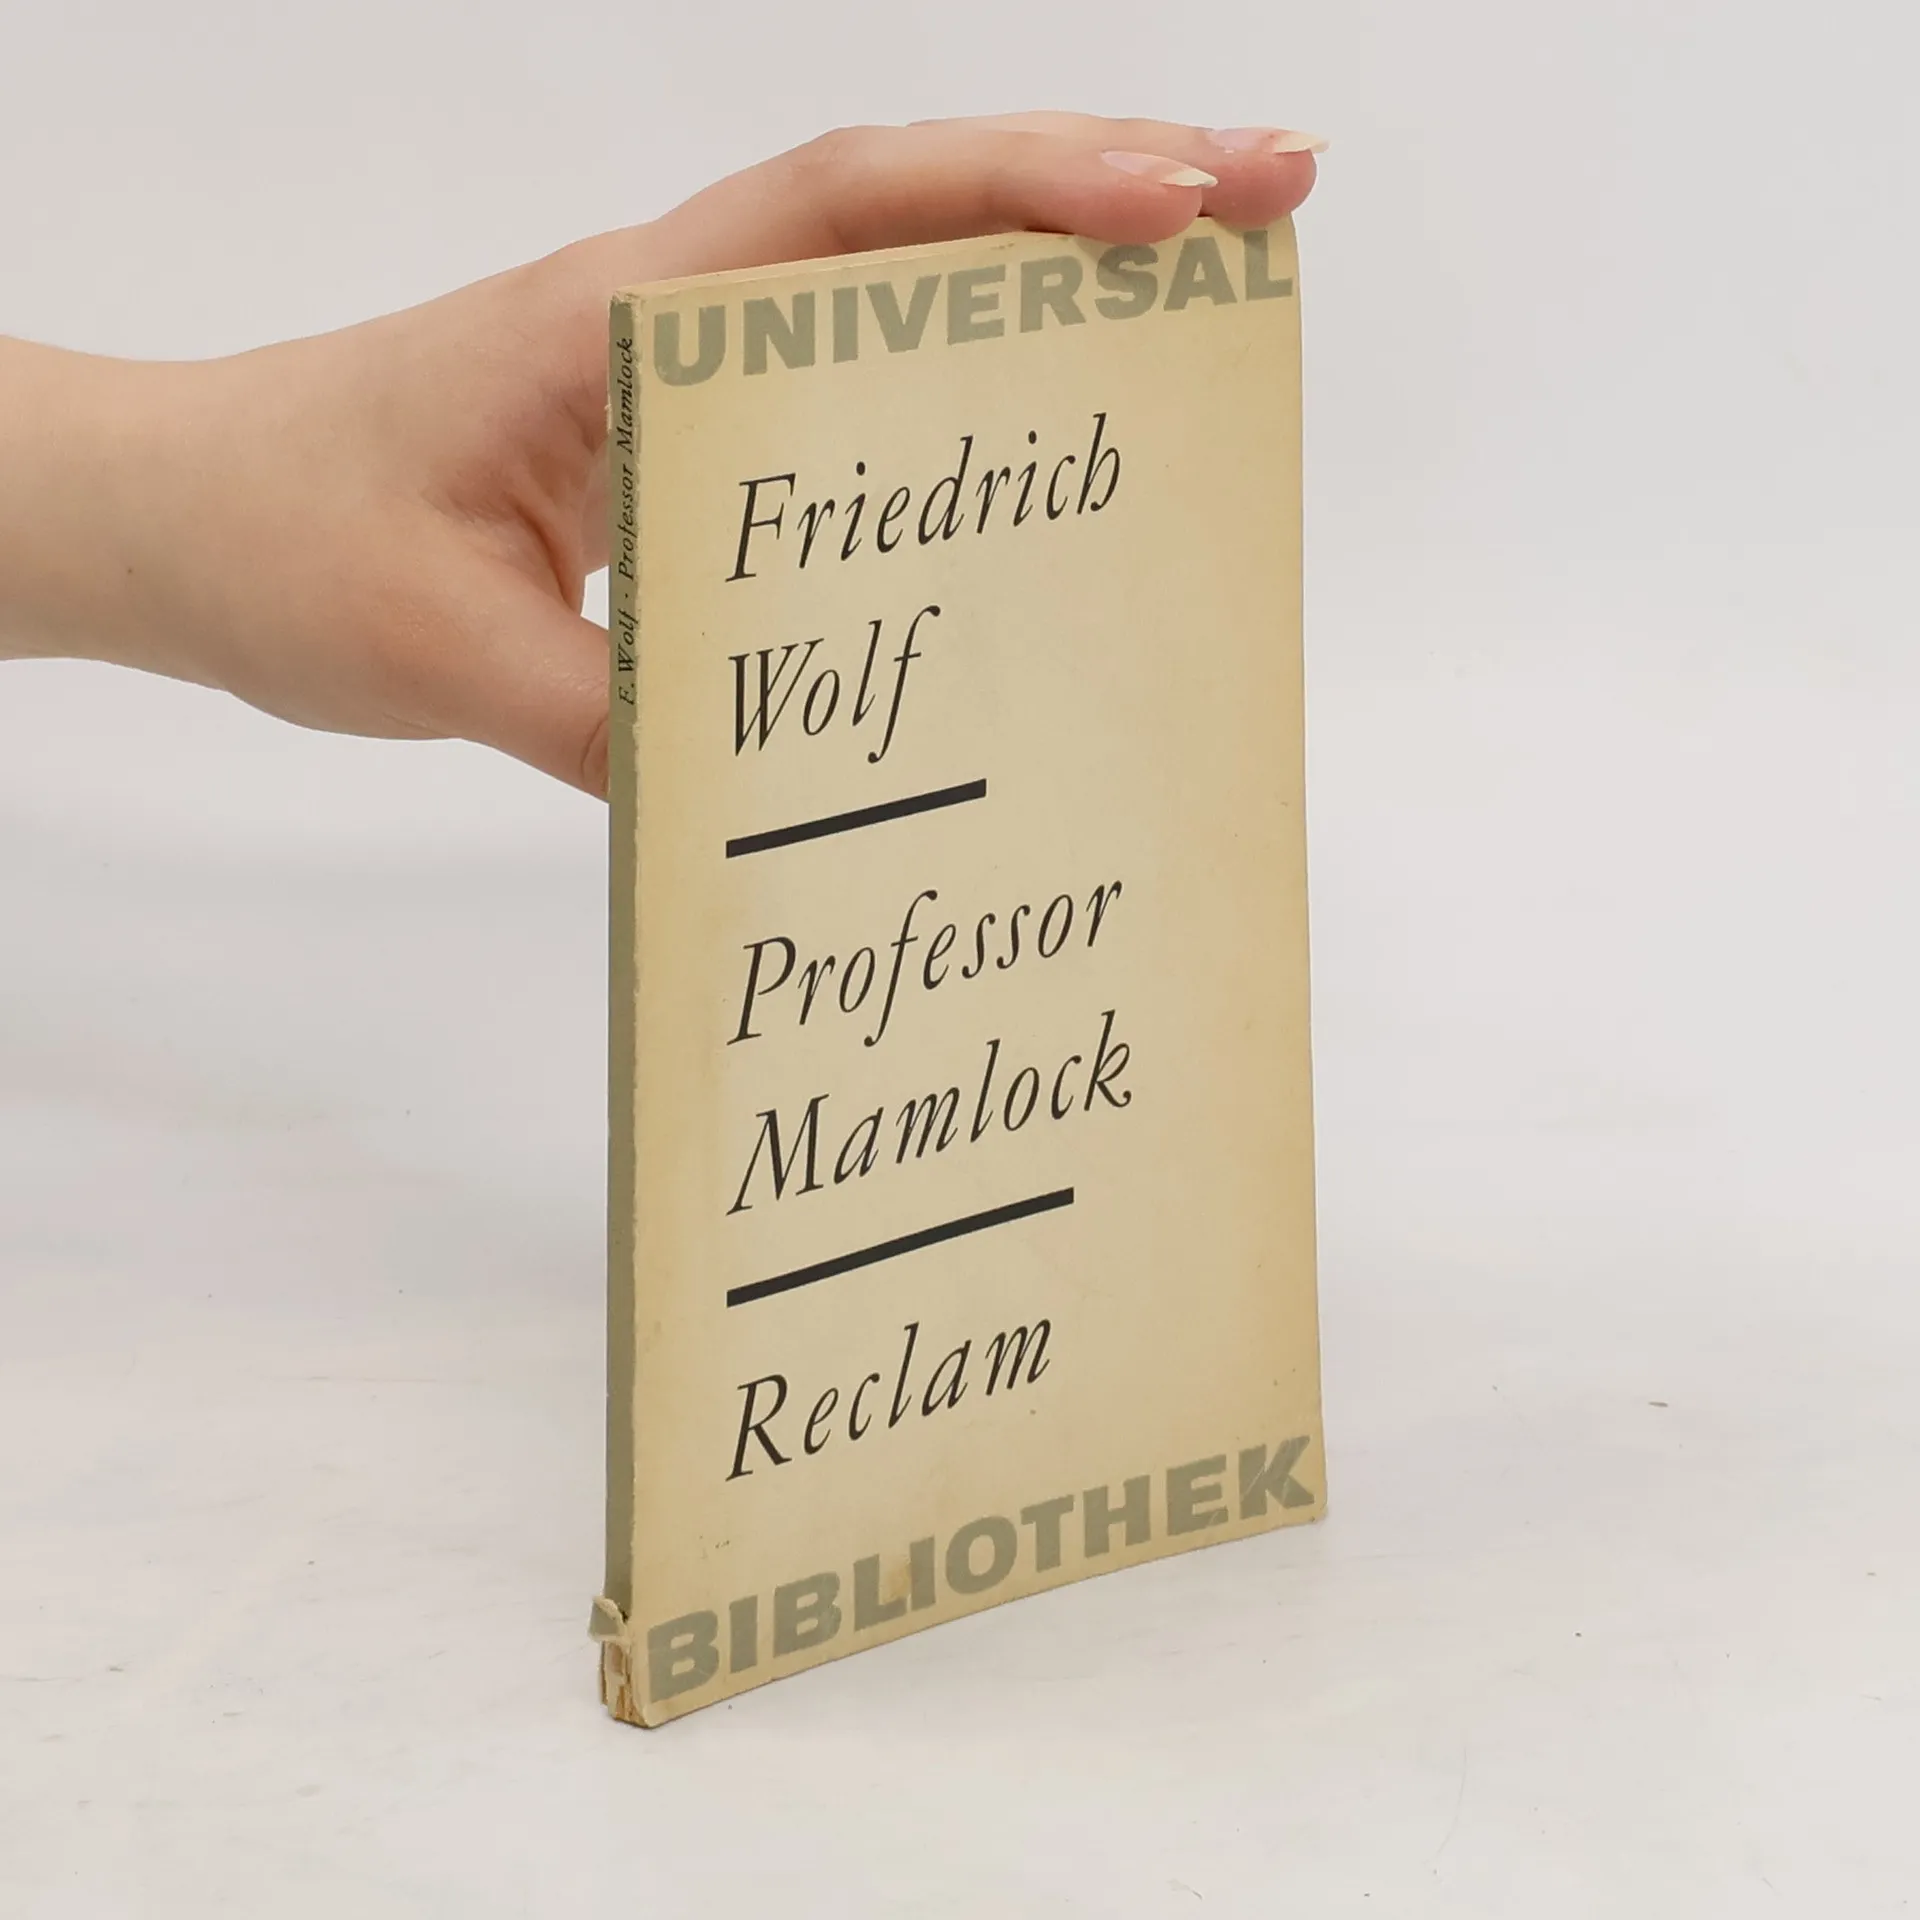 UNIVERSAL
Friedrich
Wolf
Professor
Mamlock
Reclam
BIBLIOTHEK
F. Wolf · Professor Mamlock